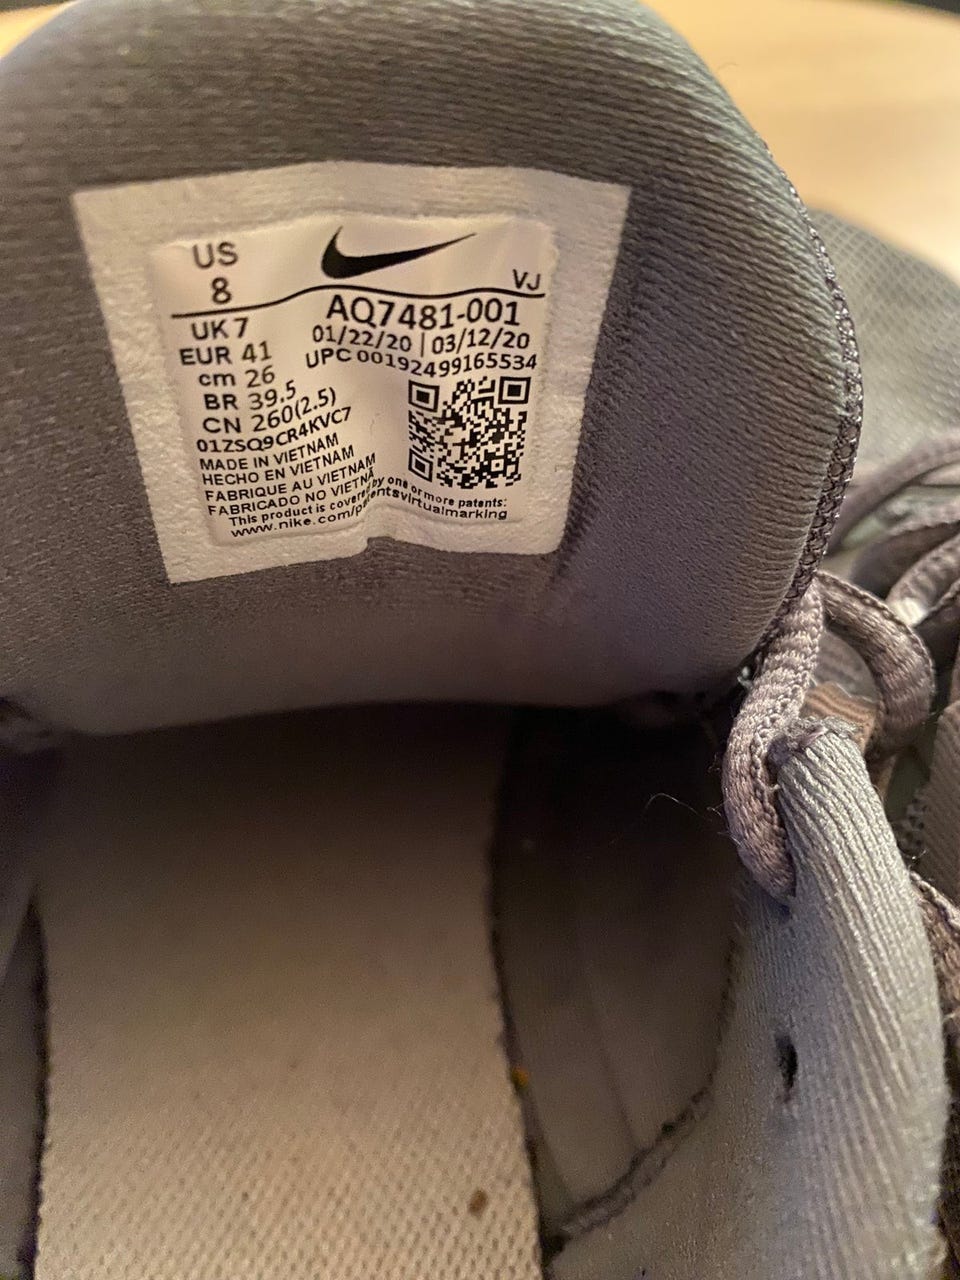 US
8
VJ
AQ7481-001
01/22/20 | 03/12/20
UPC 00192499165534
UK 7
EUR 41
cm 26
BR 39.5
CN 260(2.5)
01ZSQ9CR4KVC7
MADE IN VIETNAM
HECHO EN VIETNAM
FABRIQUE AU VIETNAM
FABRICADO NO VIETNÃ
This product is covered by one or more patents:
www.nike.com/patentsvirtualmarking